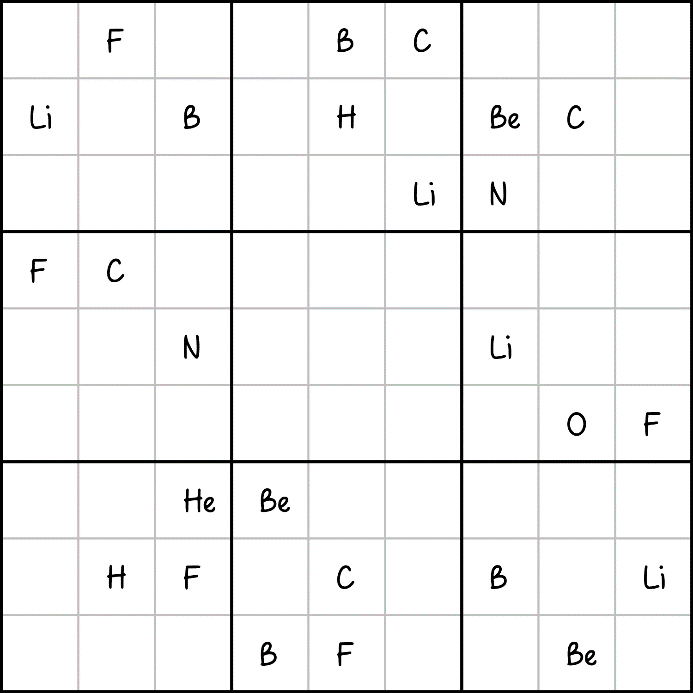 F B C
Li B H Be C
Li N
F C
N Li
O F
He Be
H F C B Li
B F Be